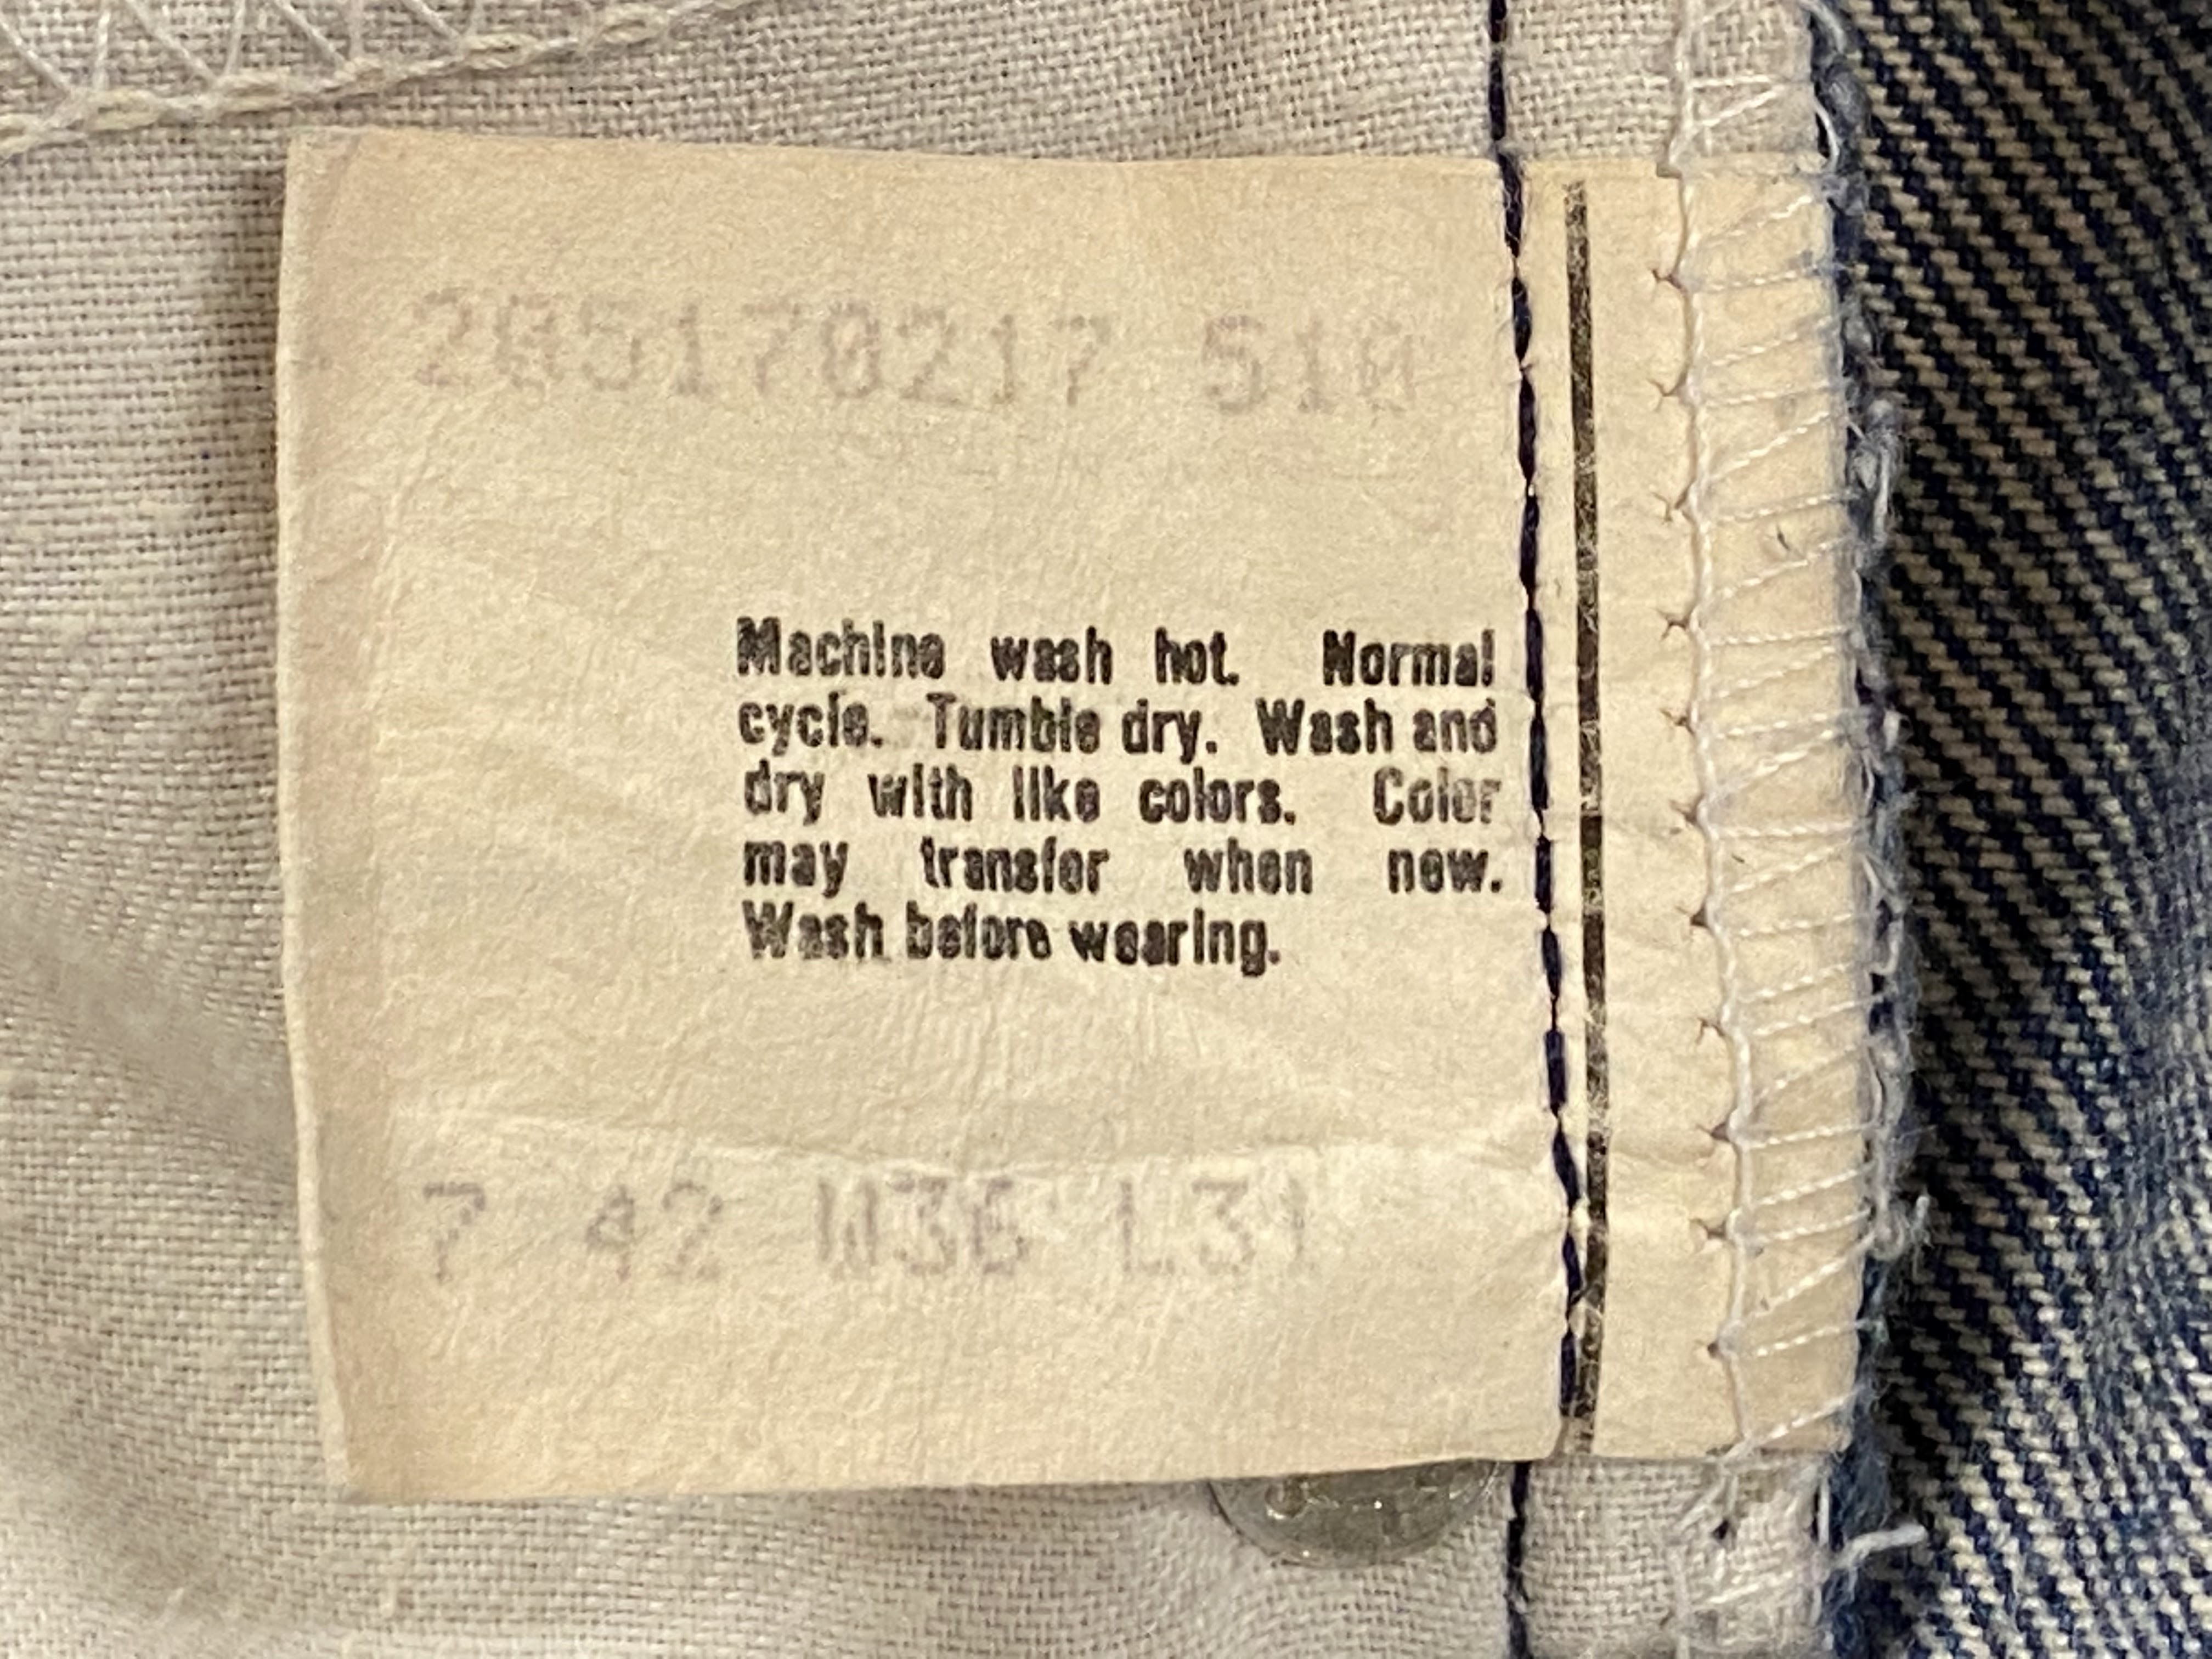 205170217 510
Machine wash hot. Normal
cycle. Tumble dry. Wash and
dry with like colors. Color
may transfer when new.
Wash before wearing.
7 42 W36 L31